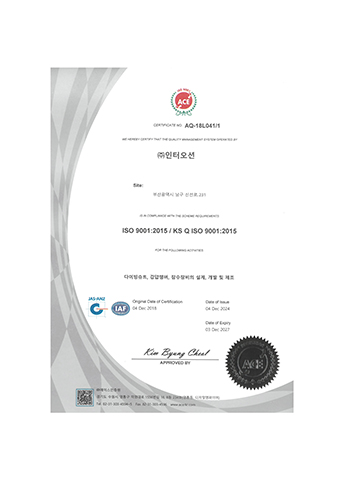 ACE
CERTIFICATE NO. AQ-18L041/1
WE HEREBY CERTIFY THAT THE QUALITY MANAGEMENT SYSTEM OPERATED BY
㈜인터오션
Site:
부산광역시 남구 신선로 231
IS IN COMPLIANCE WITH THE ISO/IEC REQUIREMENTS
ISO 9001:2015 / KS Q ISO 9001:2015
FOR THE FOLLOWING ACTIVITIES
다이빙슈트, 감압챔버, 잠수장비의 설계, 개발 및 제조
JAS-ANZ
IAF
Original Date of Certification
04 Dec 2018
Date of Issue
04 Dec 2024
Date of Expiry
03 Dec 2027
Kim Byung Cheol
APPROVED BY
ACE